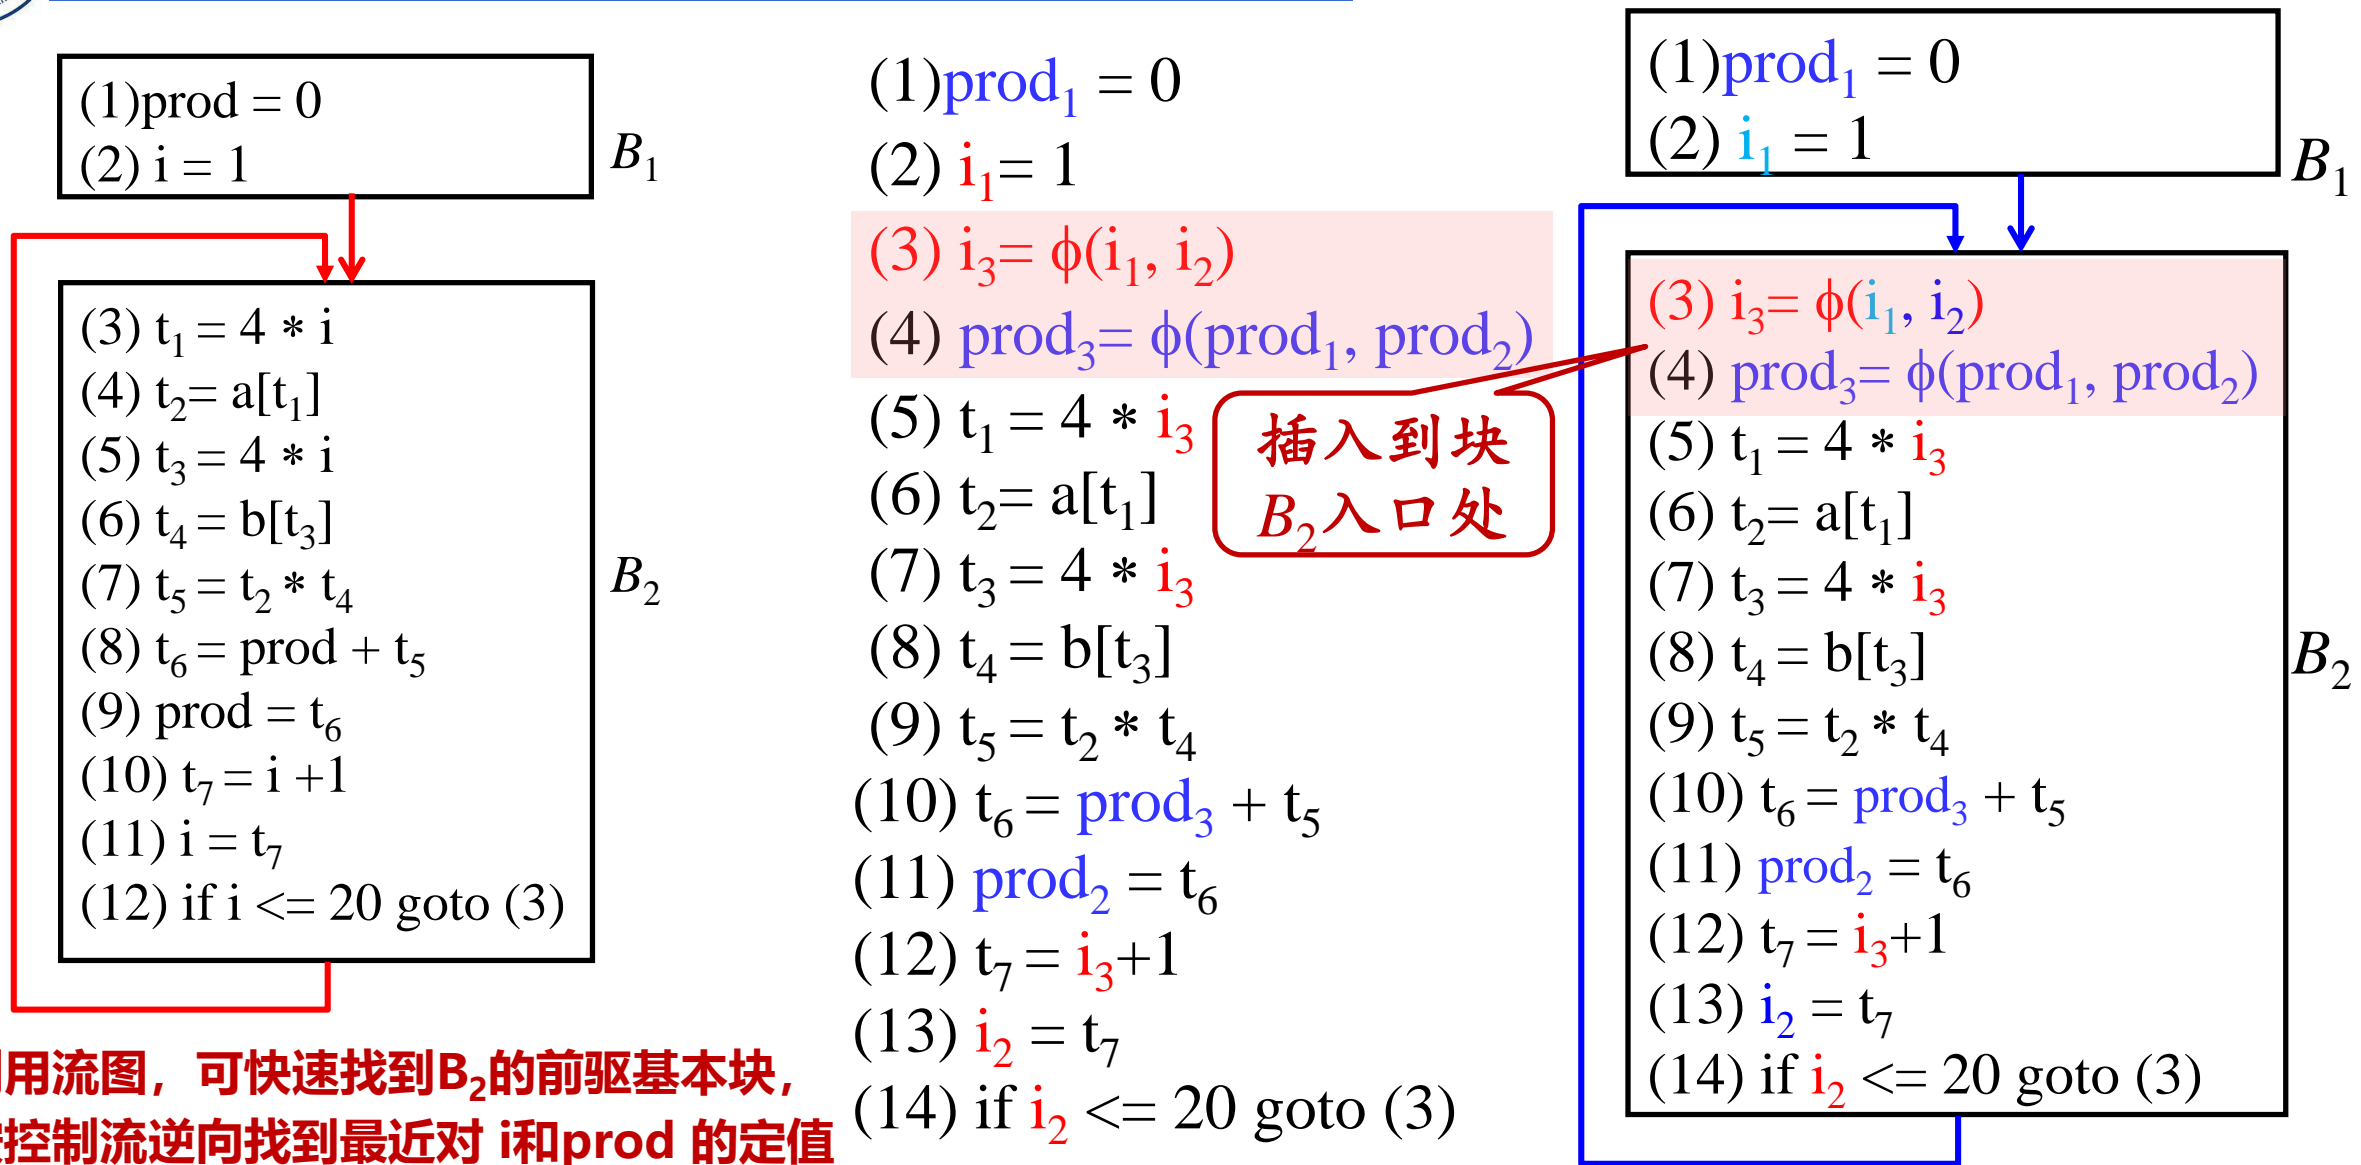 (1)prod = 0
(2) i = 1
B₁
(3) t₁ = 4 * i
(4) t₂= a[t₁]
(5) t₃ = 4 * i
(6) t₄ = b[t₃]
(7) t₅ = t₂ * t₄
(8) t₆ = prod + t₅
(9) prod = t₆
(10) t₇ = i +1
(11) i = t₇
(12) if i <= 20 goto (3)
B₂
用流图，可快速找到B₂的前驱基本块，
控制流逆向找到最近对 i和prod 的定值
(1)prod₁ = 0
(2) i₁= 1
(3) i₃= ϕ(i₁, i₂)
(4) prod₃= ϕ(prod₁, prod₂)
(5) t₁ = 4 * i₃
(6) t₂= a[t₁]
(7) t₃ = 4 * i₃
(8) t₄ = b[t₃]
(9) t₅ = t₂ * t₄
(10) t₆ = prod₃ + t₅
(11) prod₂ = t₆
(12) t₇ = i₃+1
(13) i₂ = t₇
(14) if i₂ <= 20 goto (3)
插入到块
B₂入口处
(1)prod₁ = 0
(2) i₁ = 1
B₁
(3) i₃= ϕ(i₁, i₂)
(4) prod₃= ϕ(prod₁, prod₂)
(5) t₁ = 4 * i₃
(6) t₂= a[t₁]
(7) t₃ = 4 * i₃
(8) t₄ = b[t₃]
(9) t₅ = t₂ * t₄
(10) t₆ = prod₃ + t₅
(11) prod₂ = t₆
(12) t₇ = i₃+1
(13) i₂ = t₇
(14) if i₂ <= 20 goto (3)
B₂